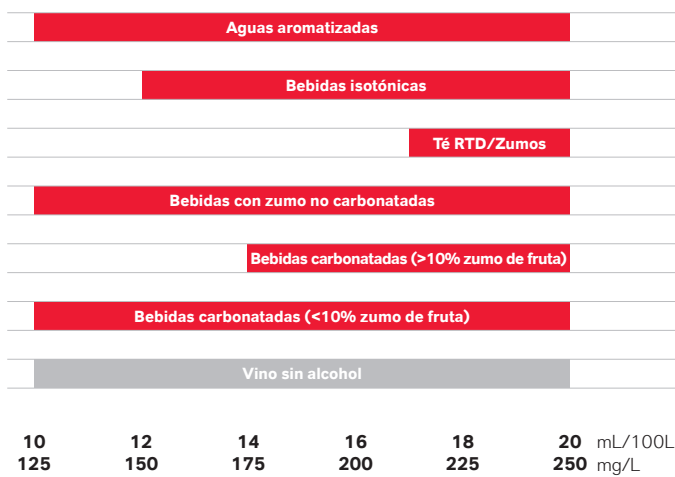 Aguas aromatizadas
Bebidas isotónicas
Té RTD/Zumos
Bebidas con zumo no carbonatadas
Bebidas carbonatadas (>10% zumo de fruta)
Bebidas carbonatadas (<10% zumo de fruta)
Vino sin alcohol
10 12 14 16 18 20 mL/100L
125 150 175 200 225 250 mg/L